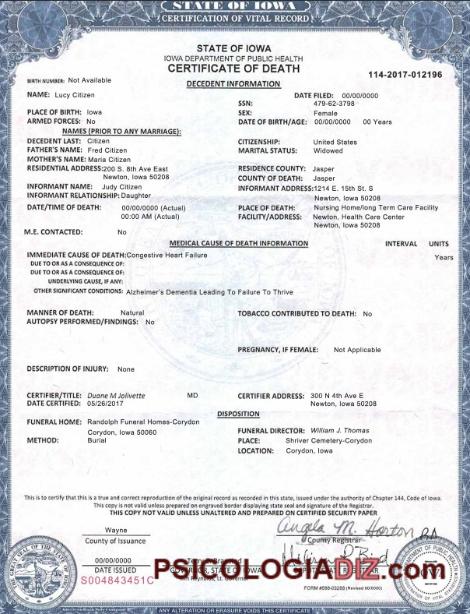 STATE OF IOWA
CERTIFICATION OF VITAL RECORD
STATE OF IOWA
IOWA DEPARTMENT OF PUBLIC HEALTH
CERTIFICATE OF DEATH
114-2017-012196
BIRTH NUMBER: Not Available
DECEDENT INFORMATION
NAME: Lucy Citizen
DATE FILED: 00/00/0000
SSN: 479-62-3798
PLACE OF BIRTH: Iowa
SEX: Female
ARMED FORCES: No
DATE OF BIRTH/AGE: 00/00/0000 00 Years
NAMES (PRIOR TO ANY MARRIAGE):
DECEDENT LAST: Citizen
CITIZENSHIP: United States
FATHER'S NAME: Fred Citizen
MARITAL STATUS: Widowed
MOTHER'S NAME: Maria Citizen
RESIDENTIAL ADDRESS: 200 S. 8th Ave East
RESIDENCE COUNTY: Jasper
Newton, Iowa 50208
COUNTY OF DEATH: Jasper
INFORMANT NAME: Judy Citizen
INFORMANT ADDRESS: 1214 E. 15th St. S
INFORMANT RELATIONSHIP: Daughter
Newton, Iowa 50208
DATE/TIME OF DEATH: 00/00/0000 (Actual)
PLACE OF DEATH: Nursing Home/long Term Care Facility
00:00 AM (Actual)
FACILITY/ADDRESS: Newton, Health Care Center
Newton, Iowa 50208
M.E. CONTACTED: No
MEDICAL CAUSE OF DEATH INFORMATION
INTERVAL UNITS
IMMEDIATE CAUSE OF DEATH: Congestive Heart Failure
Years
DUE TO OR AS A CONSEQUENCE OF:
DUE TO OR AS A CONSEQUENCE OF:
UNDERLYING CAUSE, IF ANY:
OTHER SIGNIFICANT CONDITIONS: Alzheimer's Dementia Leading To Failure To Thrive
MANNER OF DEATH: Natural
TOBACCO CONTRIBUTED TO DEATH: No
AUTOPSY PERFORMED/FINDINGS: No
PREGNANCY, IF FEMALE: Not Applicable
DESCRIPTION OF INJURY: None
CERTIFIER/TITLE: Duane M Jolivette MD
CERTIFIER ADDRESS: 300 N 4th Ave E
DATE CERTIFIED: 05/26/2017
Newton, Iowa 50208
DISPOSITION
FUNERAL HOME: Randolph Funeral Homes-Corydon
Corydon, Iowa 50060
FUNERAL DIRECTOR: William J. Thomas
METHOD: Burial
PLACE: Shriver Cemetery-Corydon
LOCATION: Corydon, Iowa
This is to certify that this is a true and correct reproduction of the original record as recorded in this state, issued under the authority of Chapter 144, Code of Iowa.
This copy is not valid unless prepared on engraved border displaying state seal and signature of the Registrar.
THIS COPY NOT VALID UNLESS UNALTERED AND PREPARED ON CERTIFIED SECURITY PAPER
Wayne
Angela M. Horton
County of Issuance
County Registrar
00/00/0000
DATE ISSUED
STATE OF IOWA
S004843451C
PSICOLOGIADIZ.com
ANY ALTERATION OR ERASURE VOIDS THIS CERTIFICATE